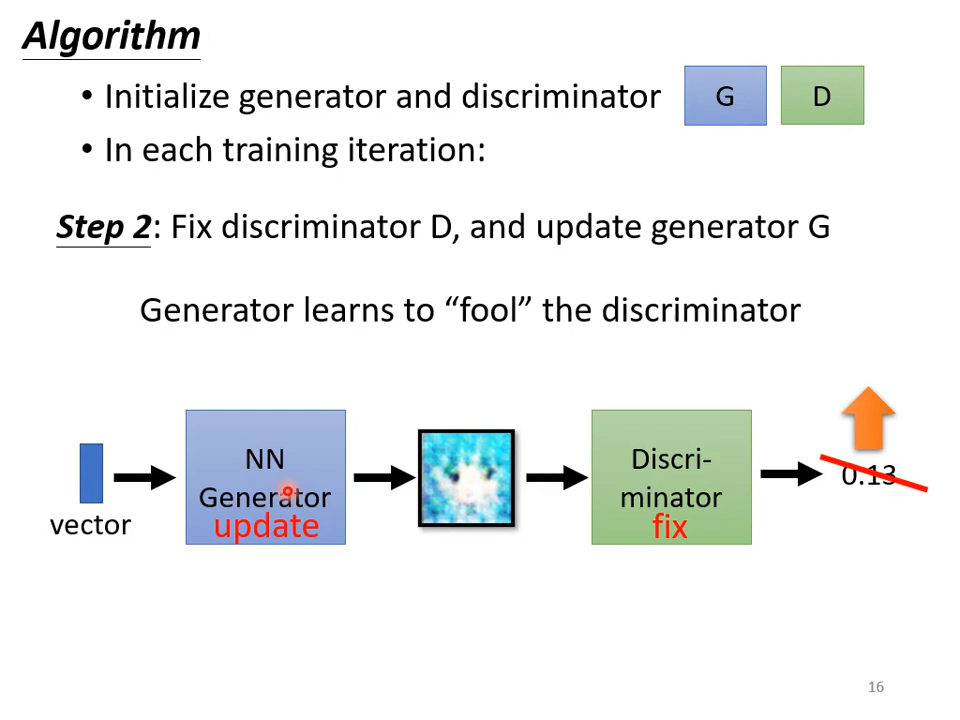 Algorithm
• Initialize generator and discriminator G D
• In each training iteration:
Step 2: Fix discriminator D, and update generator G
Generator learns to “fool” the discriminator
NN
Generator
update
Discri-
minator
fix
0.13
vector
16